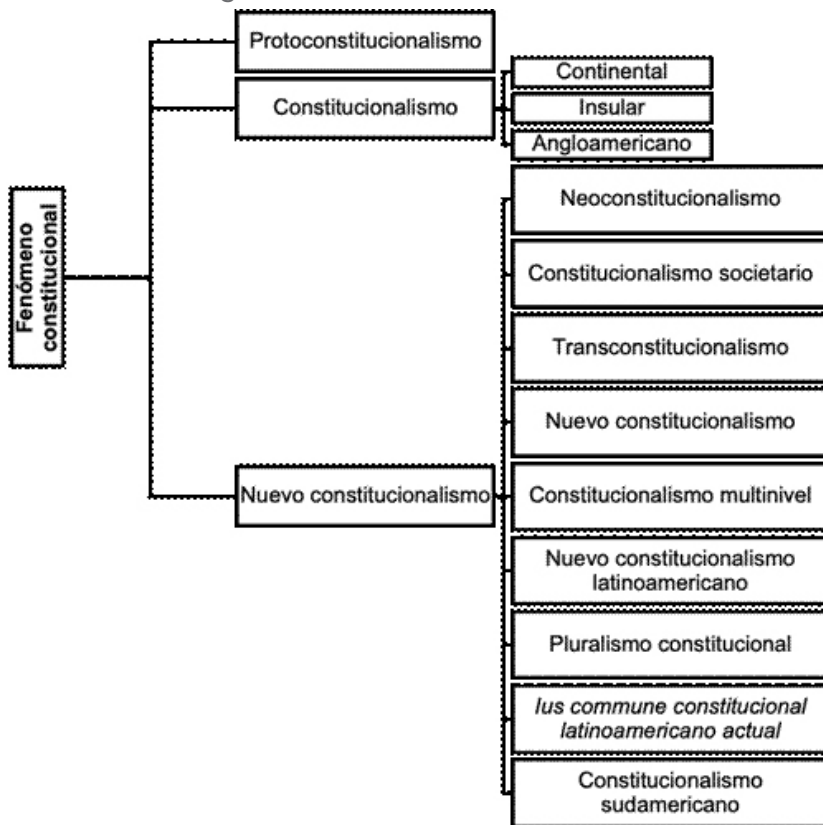 Fenómeno
constitucional
Protoconstitucionalismo
Constitucionalismo
Continental
Insular
Angloamericano
Nuevo constitucionalismo
Neoconstitucionalismo
Constitucionalismo societario
Transconstitucionalismo
Nuevo constitucionalismo
Constitucionalismo multinivel
Nuevo constitucionalismo
latinoamericano
Pluralismo constitucional
Ius commune constitucional
latinoamericano actual
Constitucionalismo
sudamericano